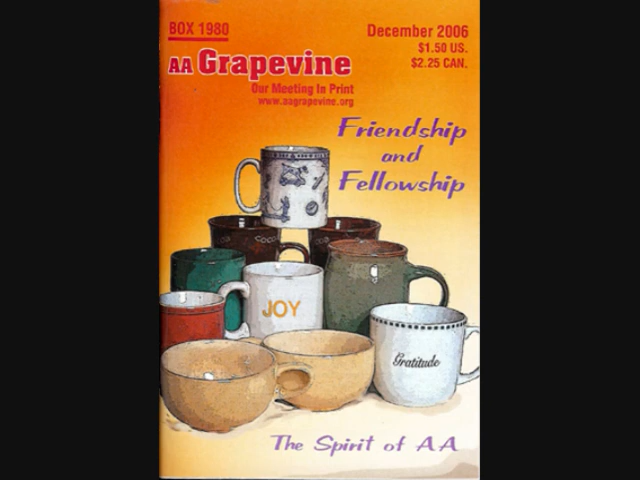 BOX 1980
December 2006
$1.50 US.
$2.25 CAN.
AA Grapevine
Our Meeting In Print
www.aagrapevine.org
Friendship
and
Fellowship
JOY
Gratitude
The Spirit of AA